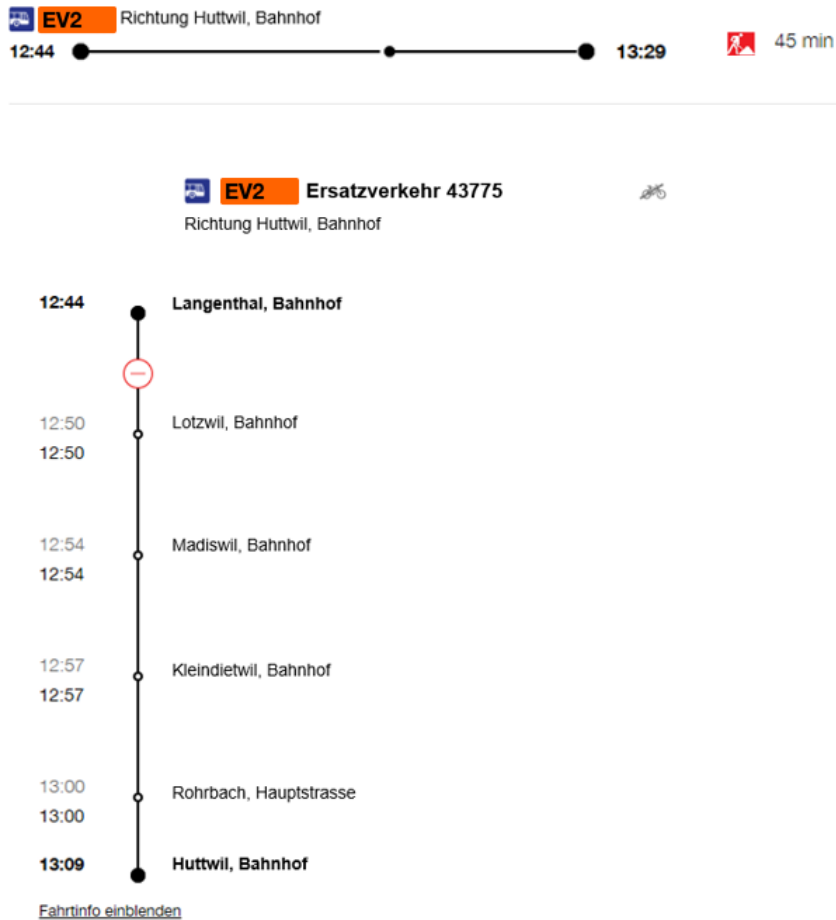 EV2 Richtung Huttwil, Bahnhof
12:44 13:29 45 min
EV2 Ersatzverkehr 43775
Richtung Huttwil, Bahnhof
12:44 Langenthal, Bahnhof
12:50 Lotzwil, Bahnhof
12:50
12:54 Madiswil, Bahnhof
12:54
12:57 Kleindietwil, Bahnhof
12:57
13:00 Rohrbach, Hauptstrasse
13:00
13:09 Huttwil, Bahnhof
Fahrtinfo einblenden